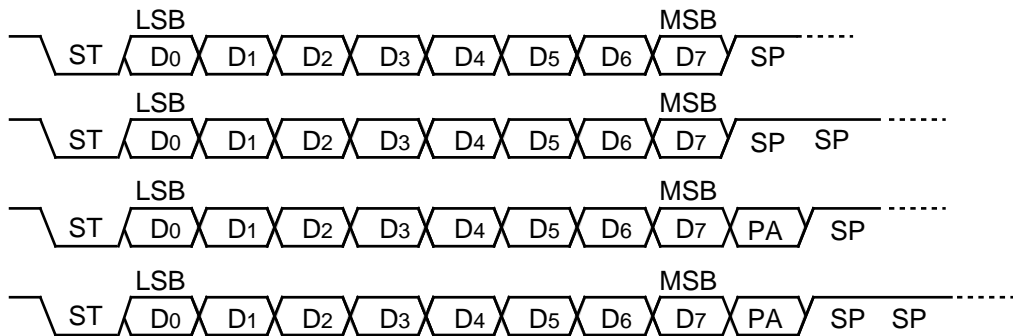 LSB MSB
ST D0 D1 D2 D3 D4 D5 D6 D7 SP
LSB MSB
ST D0 D1 D2 D3 D4 D5 D6 D7 SP SP
LSB MSB
ST D0 D1 D2 D3 D4 D5 D6 D7 PA SP
LSB MSB
ST D0 D1 D2 D3 D4 D5 D6 D7 PA SP SP